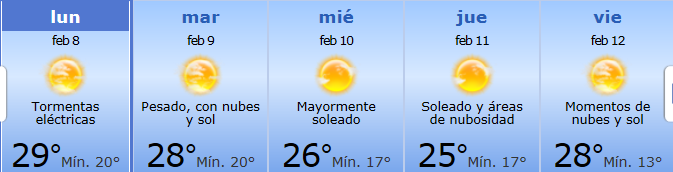 lun
feb 8
Tormentas
eléctricas
29° Mín. 20°
mar
feb 9
Pesado, con nubes
y sol
28° Mín. 20°
mié
feb 10
Mayormente
soleado
26° Mín. 17°
jue
feb 11
Soleado y áreas
de nubosidad
25° Mín. 17°
vie
feb 12
Momentos de
nubes y sol
28° Mín. 13°